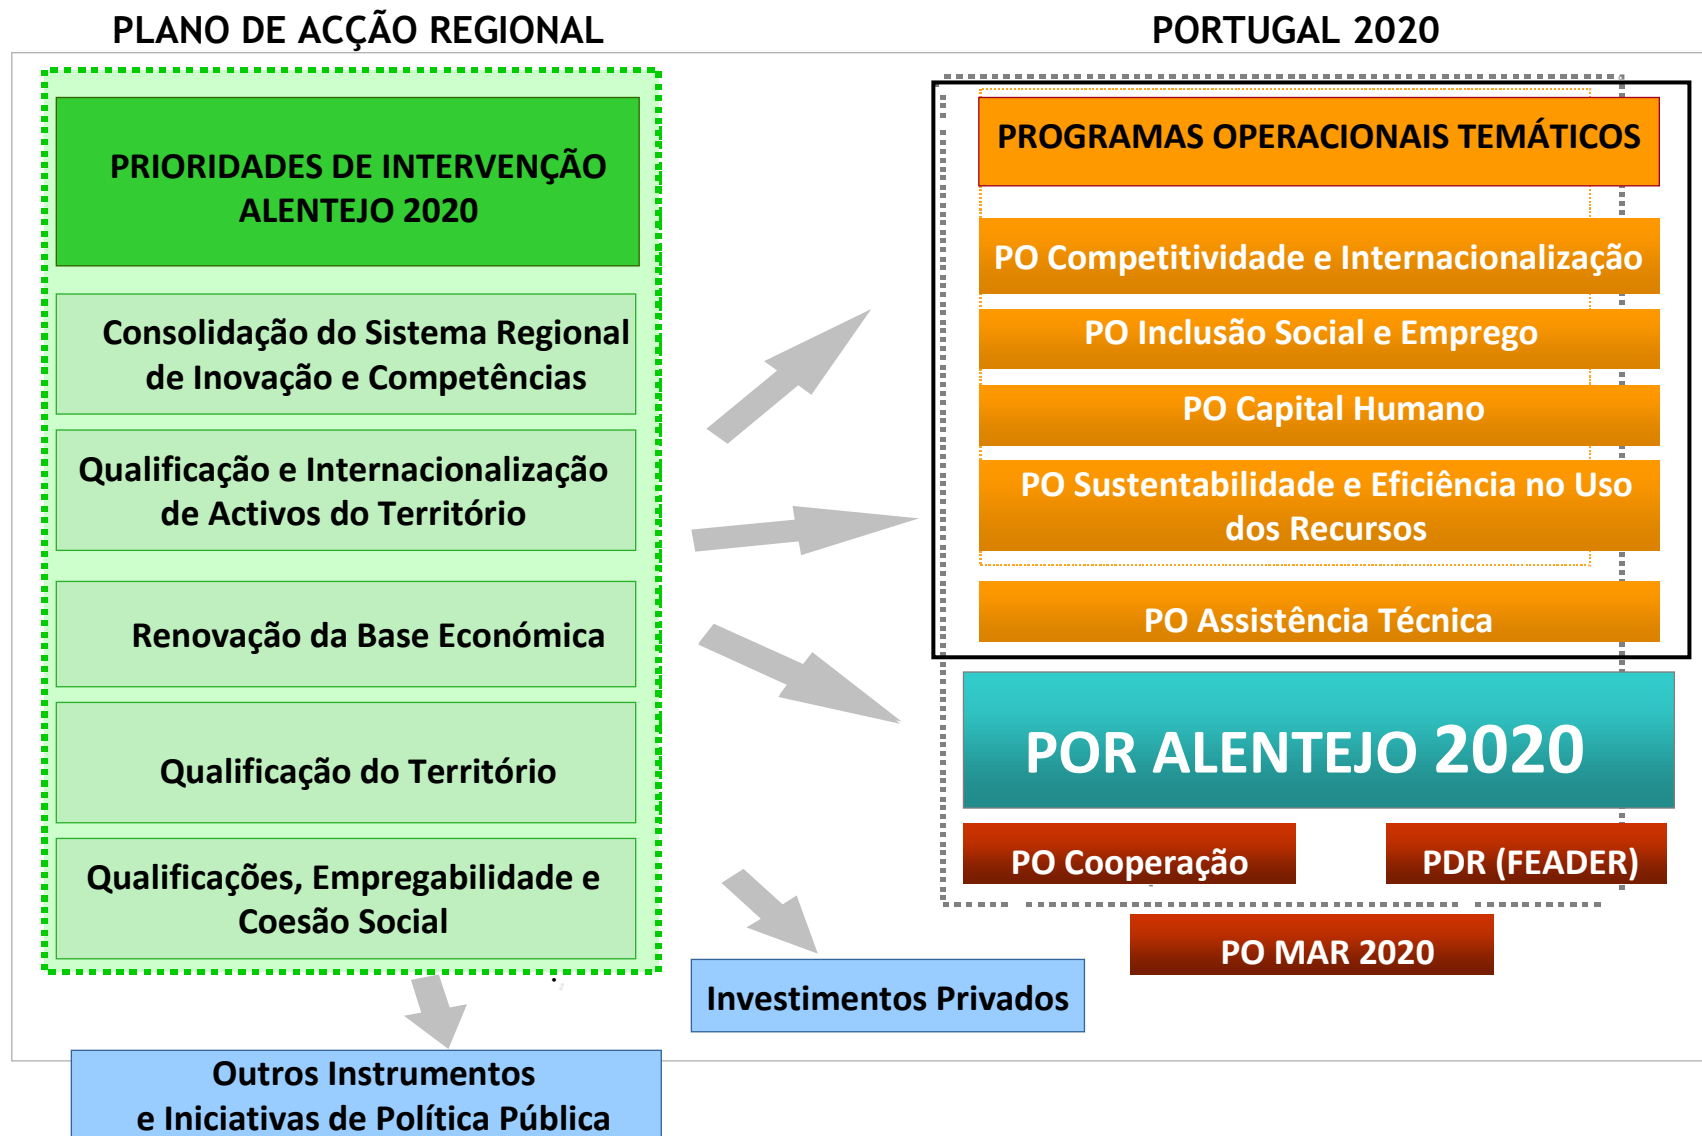 PLANO DE ACÇÃO REGIONAL
PRIORIDADES DE INTERVENÇÃO
ALENTEJO 2020
Consolidação do Sistema Regional
de Inovação e Competências
Qualificação e Internacionalização
de Activos do Território
Renovação da Base Económica
Qualificação do Território
Qualificações, Empregabilidade e
Coesão Social
Outros Instrumentos
e Iniciativas de Política Pública
Investimentos Privados
PORTUGAL 2020
PROGRAMAS OPERACIONAIS TEMÁTICOS
PO Competitividade e Internacionalização
PO Inclusão Social e Emprego
PO Capital Humano
PO Sustentabilidade e Eficiência no Uso
dos Recursos
PO Assistência Técnica
POR ALENTEJO 2020
PO Cooperação
PDR (FEADER)
PO MAR 2020